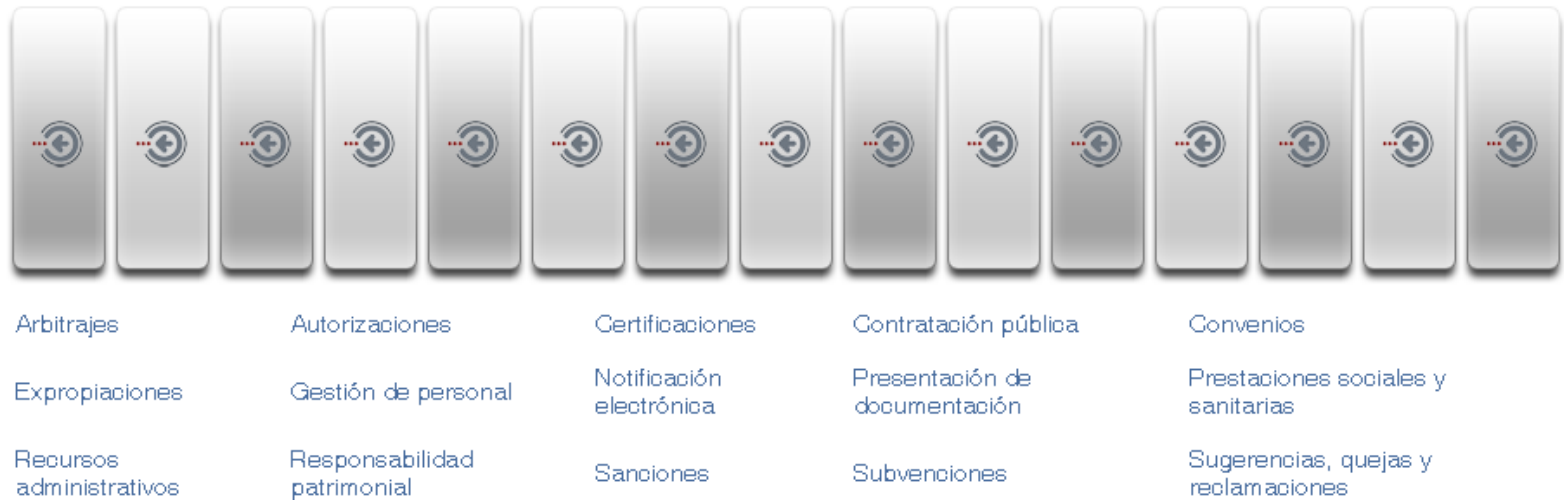 Arbitrajes
Autorizaciones
Certificaciones
Contratación pública
Convenios
Expropiaciones
Gestión de personal
Notificación
electrónica
Presentación de
documentación
Prestaciones sociales y
sanitarias
Recursos
administrativos
Responsabilidad
patrimonial
Sanciones
Subvenciones
Sugerencias, quejas y
reclamaciones